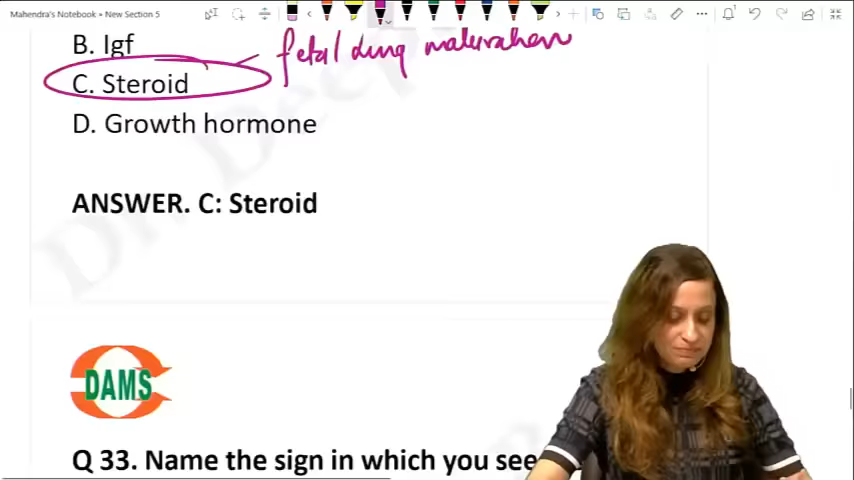 Mahendra's Notebook » New Section 5
B. Igf
fetal lung maturation
C. Steroid
D. Growth hormone
ANSWER. C: Steroid
DAMS
Q 33. Name the sign in which you see